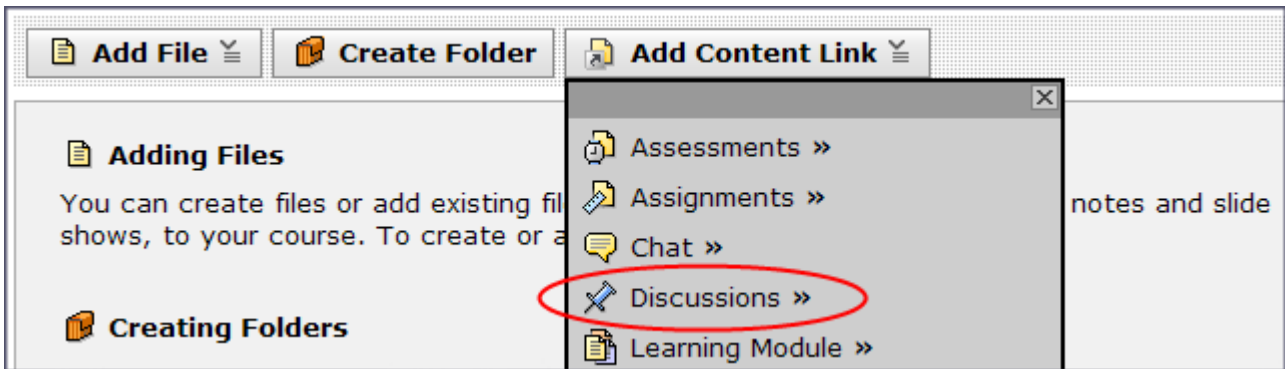 Add File
Create Folder
Add Content Link
Assessments »
Assignments »
Chat »
Discussions »
Learning Module »
Adding Files
You can create files or add existing fil
notes and slide
shows, to your course. To create or a
Creating Folders